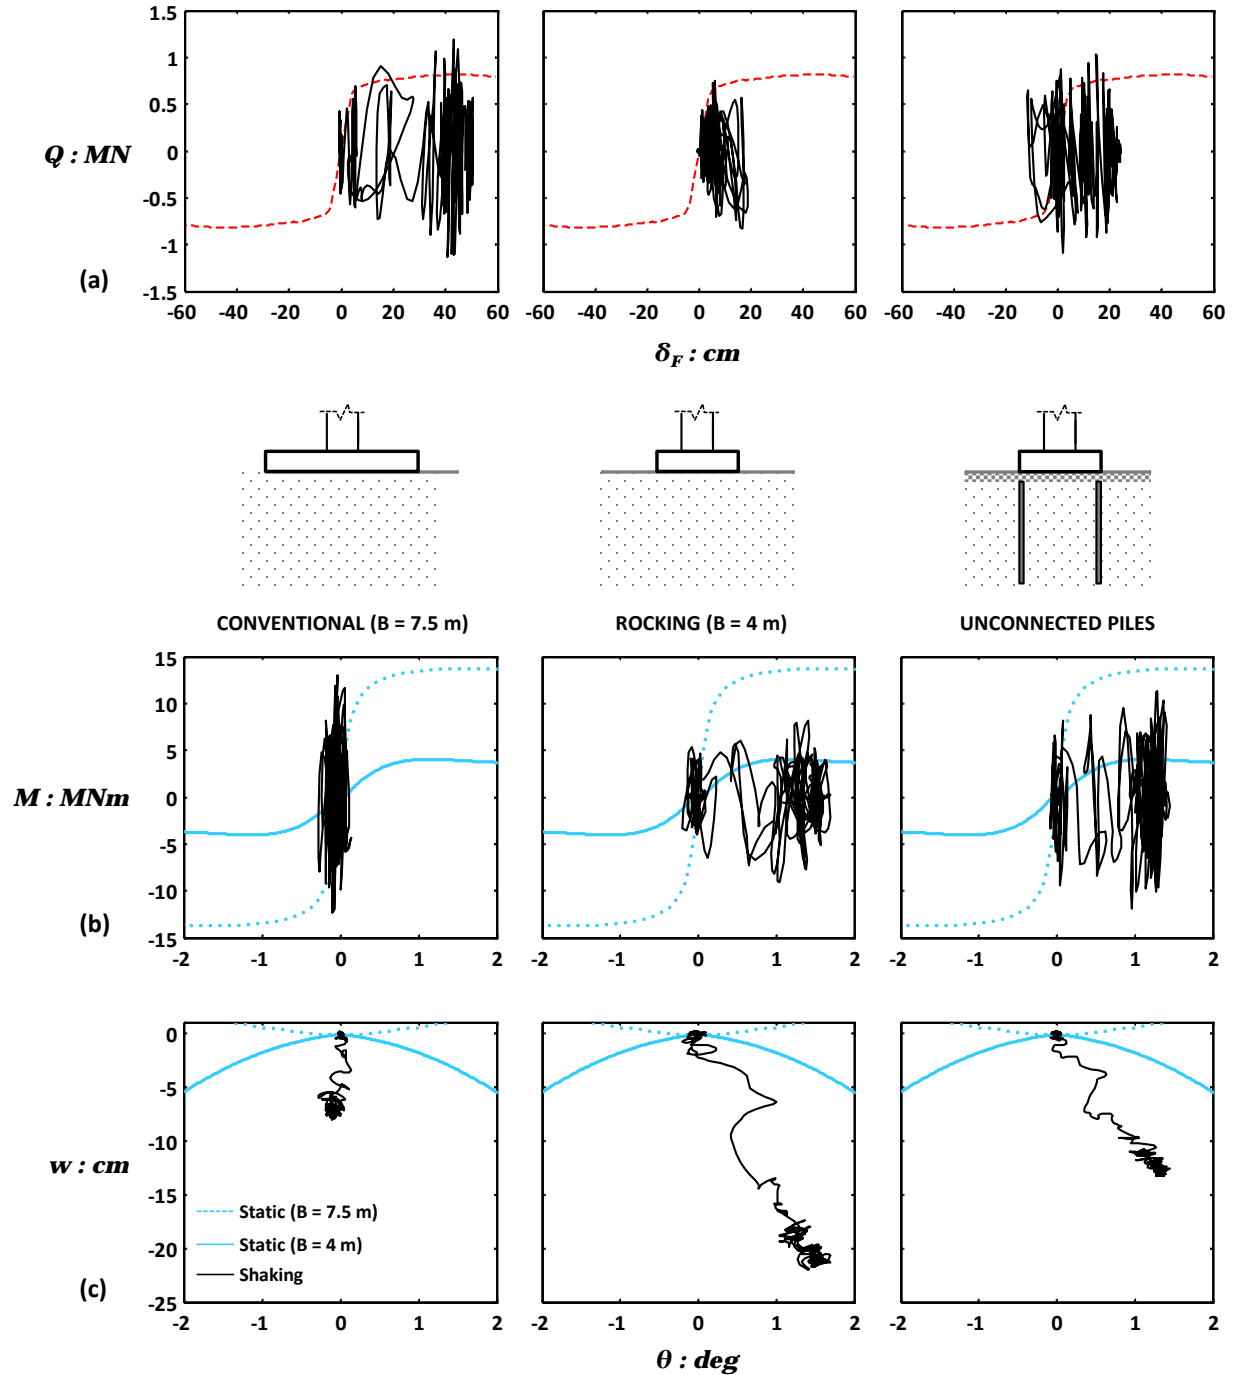 1.5
1
0.5
0
-0.5
-1
-1.5
Q : MN
(a)
-60 -40 -20 0 20 40 60
-60 -40 -20 0 20 40 60
-60 -40 -20 0 20 40 60
δF : cm
CONVENTIONAL (B = 7.5 m)
ROCKING (B = 4 m)
UNCONNECTED PILES
15
10
5
0
-5
-10
-15
M : MNm
(b)
-2 -1 0 1 2
-2 -1 0 1 2
-2 -1 0 1 2
0
-5
-10
-15
-20
-25
w : cm
Static (B = 7.5 m)
Static (B = 4 m)
Shaking
(c)
-2 -1 0 1 2
-2 -1 0 1 2
-2 -1 0 1 2
θ : deg